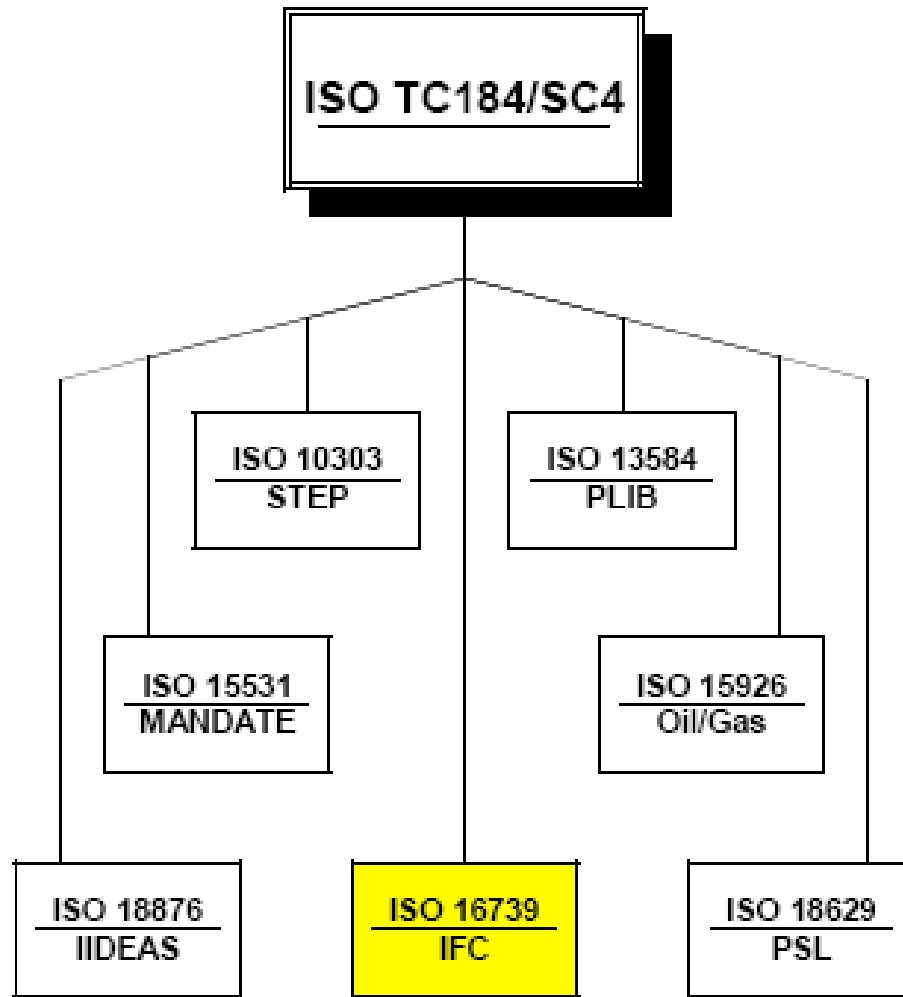 ISO TC184/SC4
ISO 10303
STEP
ISO 13584
PLIB
ISO 15531
MANDATE
ISO 15926
Oil/Gas
ISO 18876
IIDEAS
ISO 16739
IFC
ISO 18629
PSL